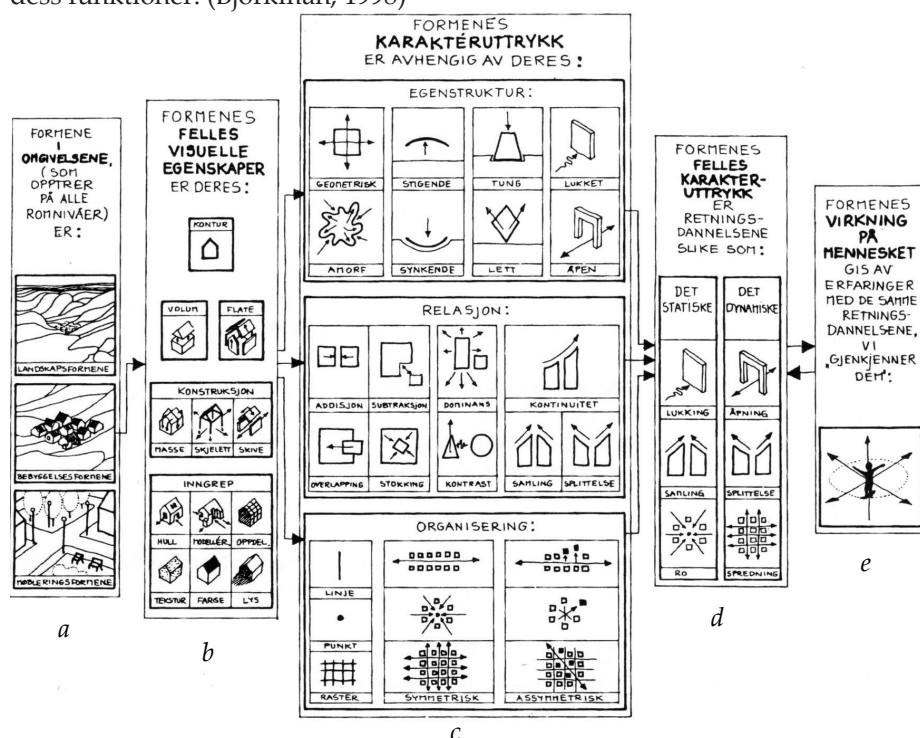 dess funktioner. (Björkman, 1998)
FORMENE
I
OMGIVELSENE,
(SOM
OPPTRER
PÅ ALLE
ROMNIVÅER)
ER:
LANDSKAPSFORMENE
BEBYGGELSESFORMENE
MØBLERINGSFORMENE
a
FORMENES
FELLES
VISUELLE
EGENSKAPER
ER DERES:
KONTUR
VOLUM
FLATE
KONSTRUKSJON
MASSE
SKJELETT
SKIVE
INNGREP
HULL
MODELLÉR.
OPPDEL.
TEKSTUR
FARGE
LYS
b
FORMENES
KARAKTÉRUTTRYKK
ER AVHENGIG AV DERES:
EGENSTRUKTUR:
GEOMETRISK
STIGENDE
TUNG
LUKKET
AMORF
SYNKENDE
LETT
ÅPEN
RELASJON:
ADDISJON
SUBTRAKSJON
DOMINANS
KONTINUITET
OVERLAPPING
STOKKING
KONTRAST
SAMLING
SPLITTELSE
ORGANISERING:
LINJE
PUNKT
RASTER
SYMMETRISK
ASSYMMETRISK
c
FORMENES
FELLES
KARAKTER-
UTTRYKK
ER
RETNINGS-
DANNELSENE
SLIKE SOM:
DET
STATISKE
DET
DYNAMISKE
LUKKING
ÅPNING
SAMLING
SPLITTELSE
RO
SPREDNING
d
FORMENES
VIRKNING
PÅ
MENNESKET
GIS AV
ERFARINGER
MED DE SAMME
RETNINGS-
DANNELSENE,
VI
„GJENKJENNER
DEM":
e